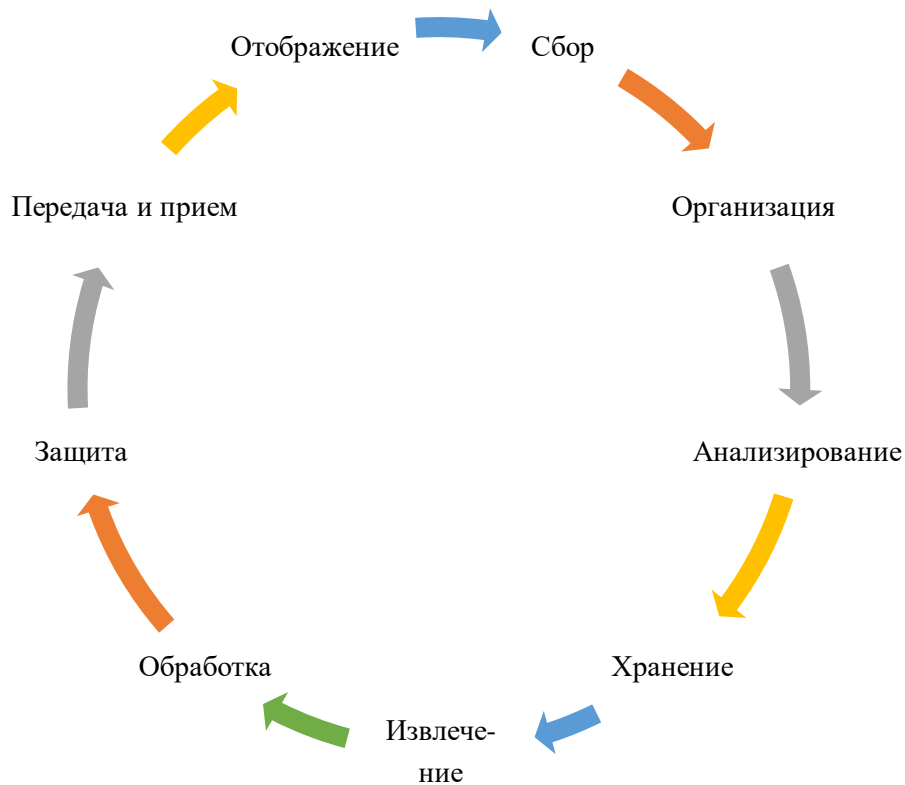 Отображение
Сбор
Организация
Анализирование
Хранение
Извлече-
ние
Обработка
Защита
Передача и прием